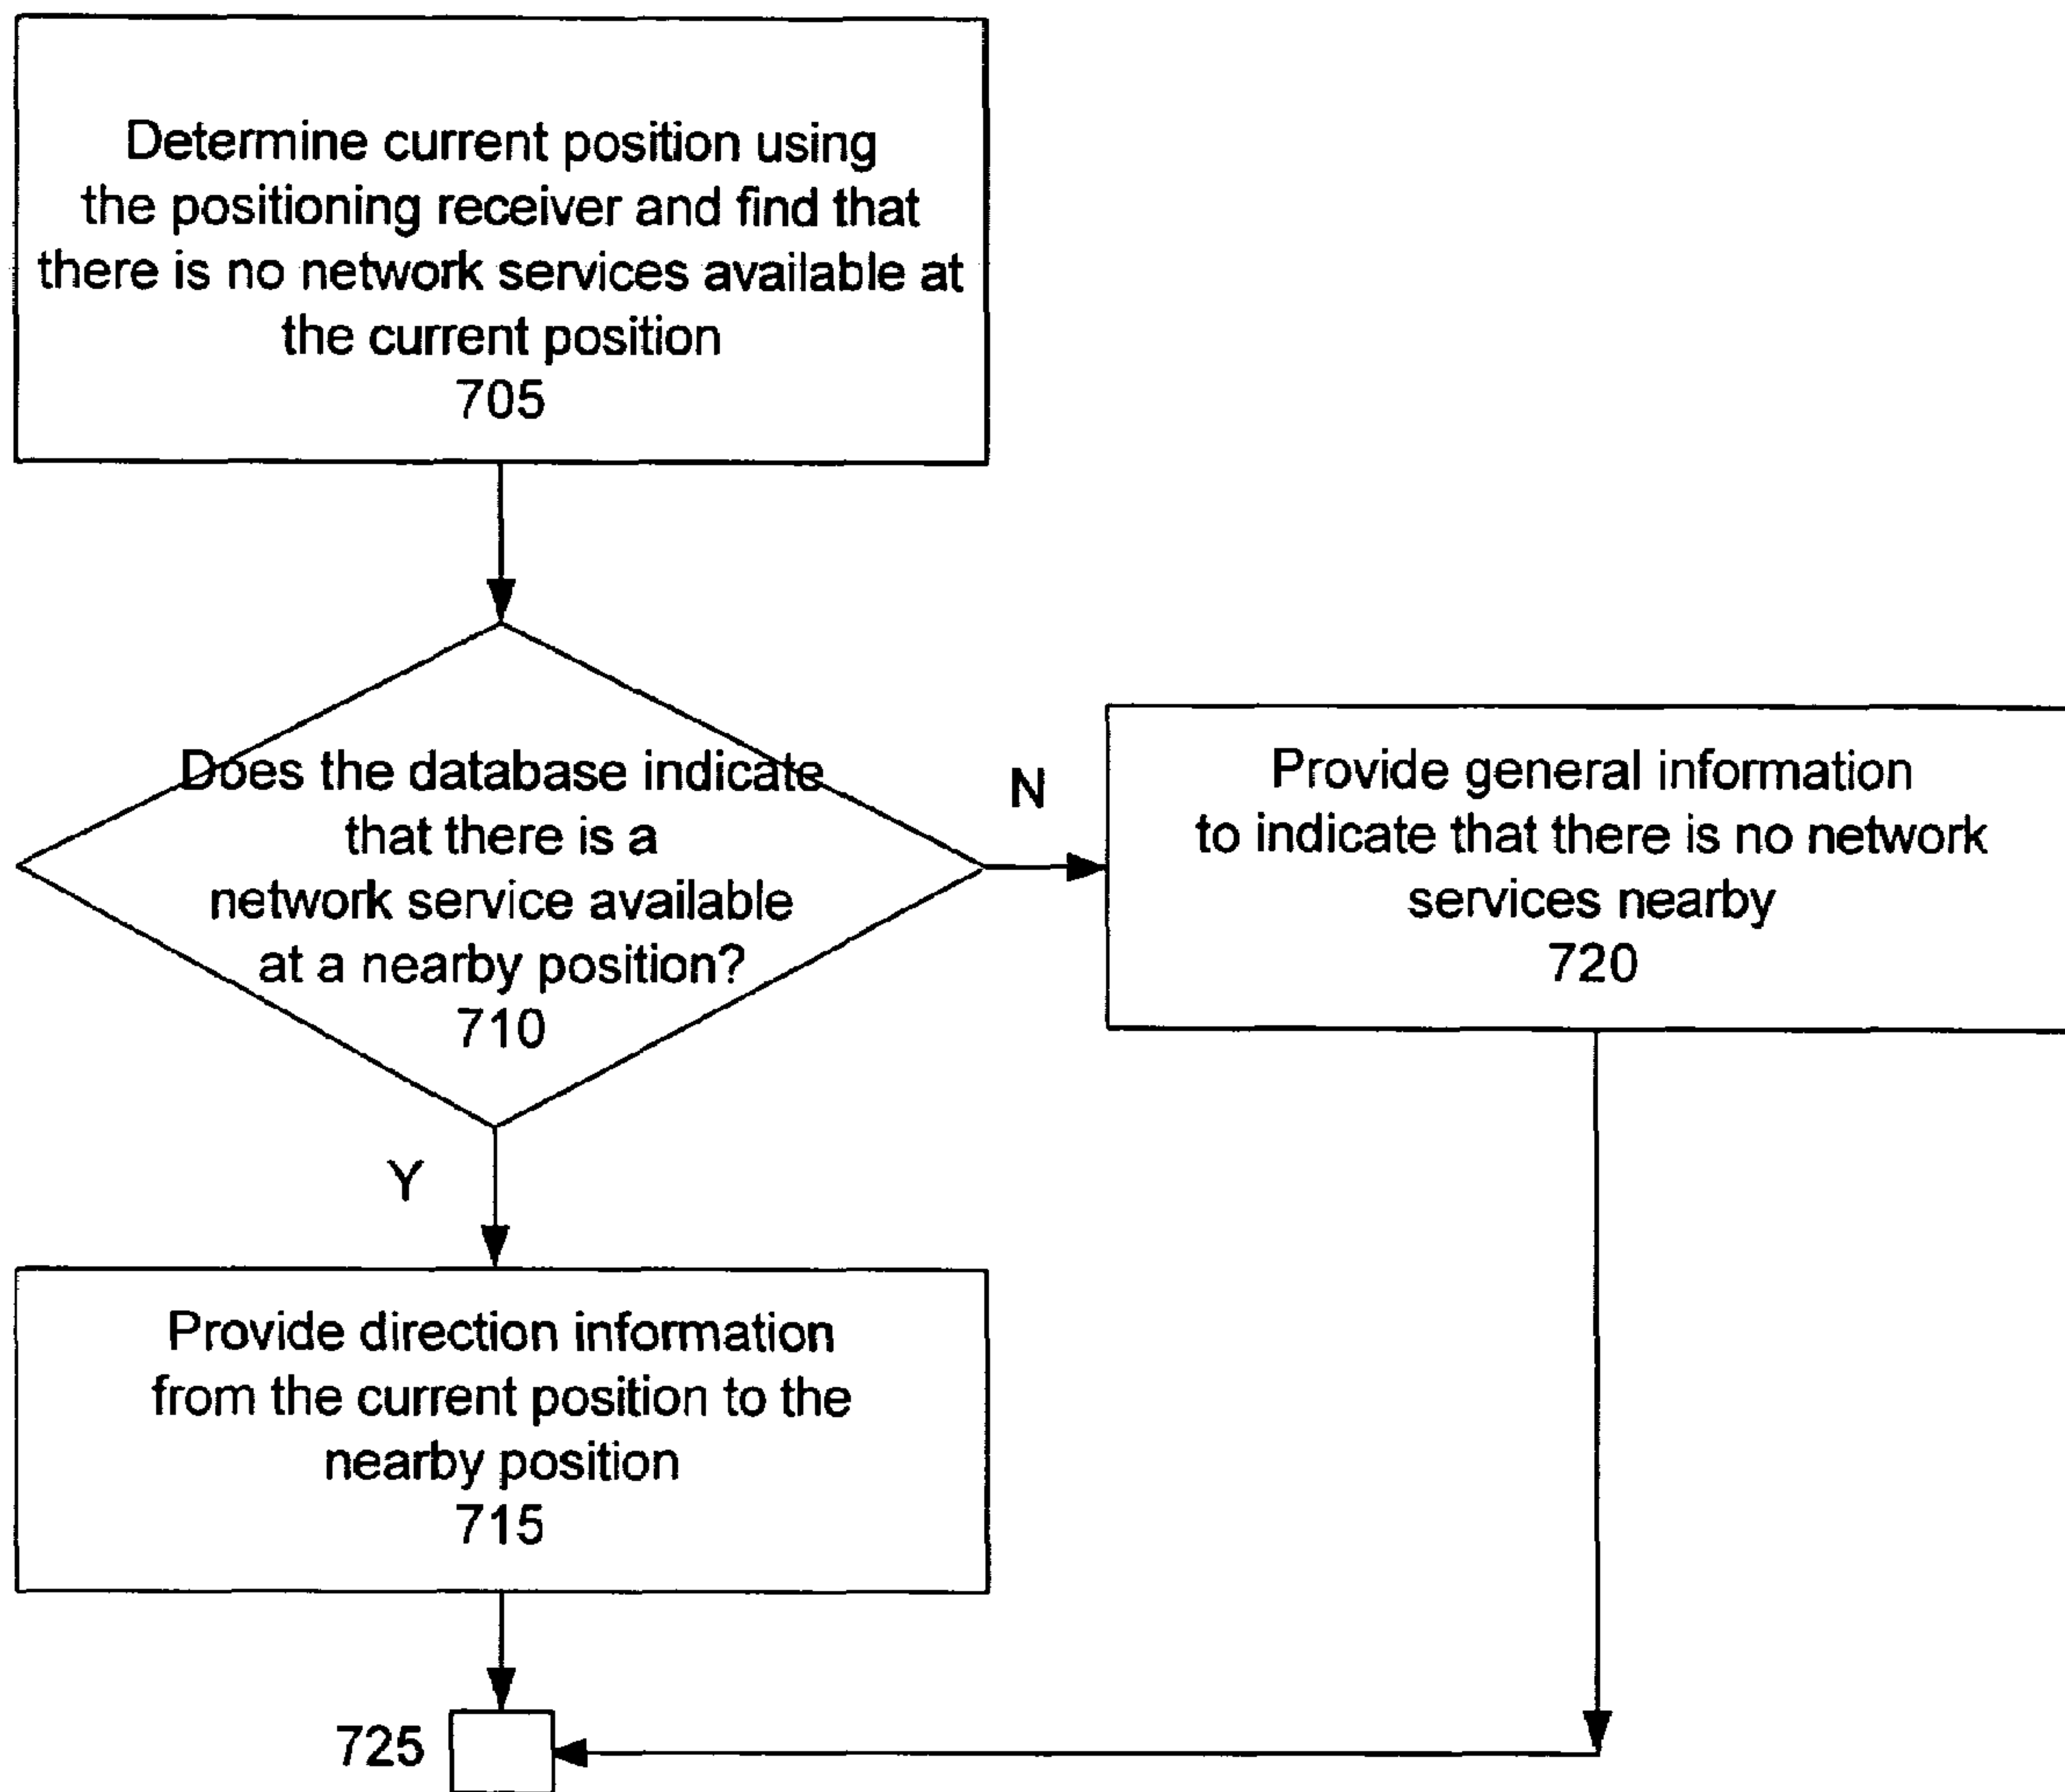 Determine current position using
the positioning receiver and find that
there is no network services available at
the current position
705
Does the database indicate
that there is a
network service available
at a nearby position?
710
N
Provide general information
to indicate that there is no network
services nearby
720
Y
Provide direction information
from the current position to the
nearby position
715
725